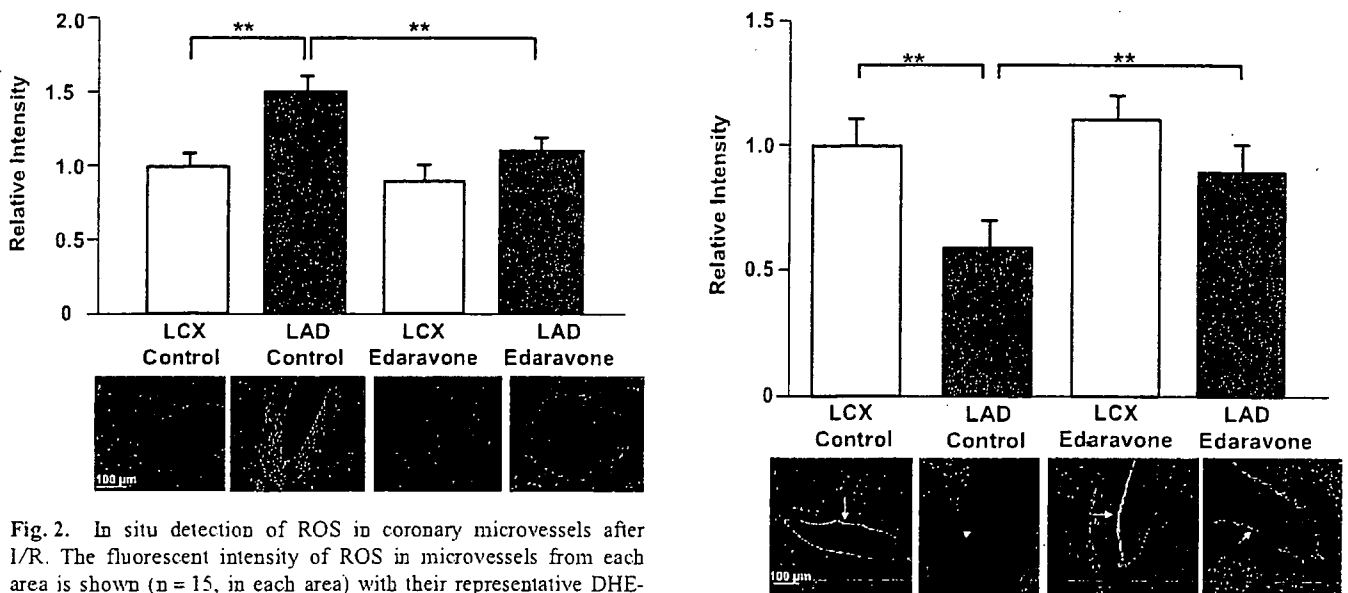 2.0
**
**
1.5
1.0
0.5
0
Relative Intensity
LCX
Control
LAD
Control
LCX
Edaravone
LAD
Edaravone
100 μm
Fig. 2. In situ detection of ROS in coronary microvessels after
I/R. The fluorescent intensity of ROS in microvessels from each
area is shown (n = 15, in each area) with their representative DHE-
1.5
**
**
1.0
0.5
0
Relative Intensity
LCX
Control
LAD
Control
LCX
Edaravone
LAD
Edaravone
100 μm